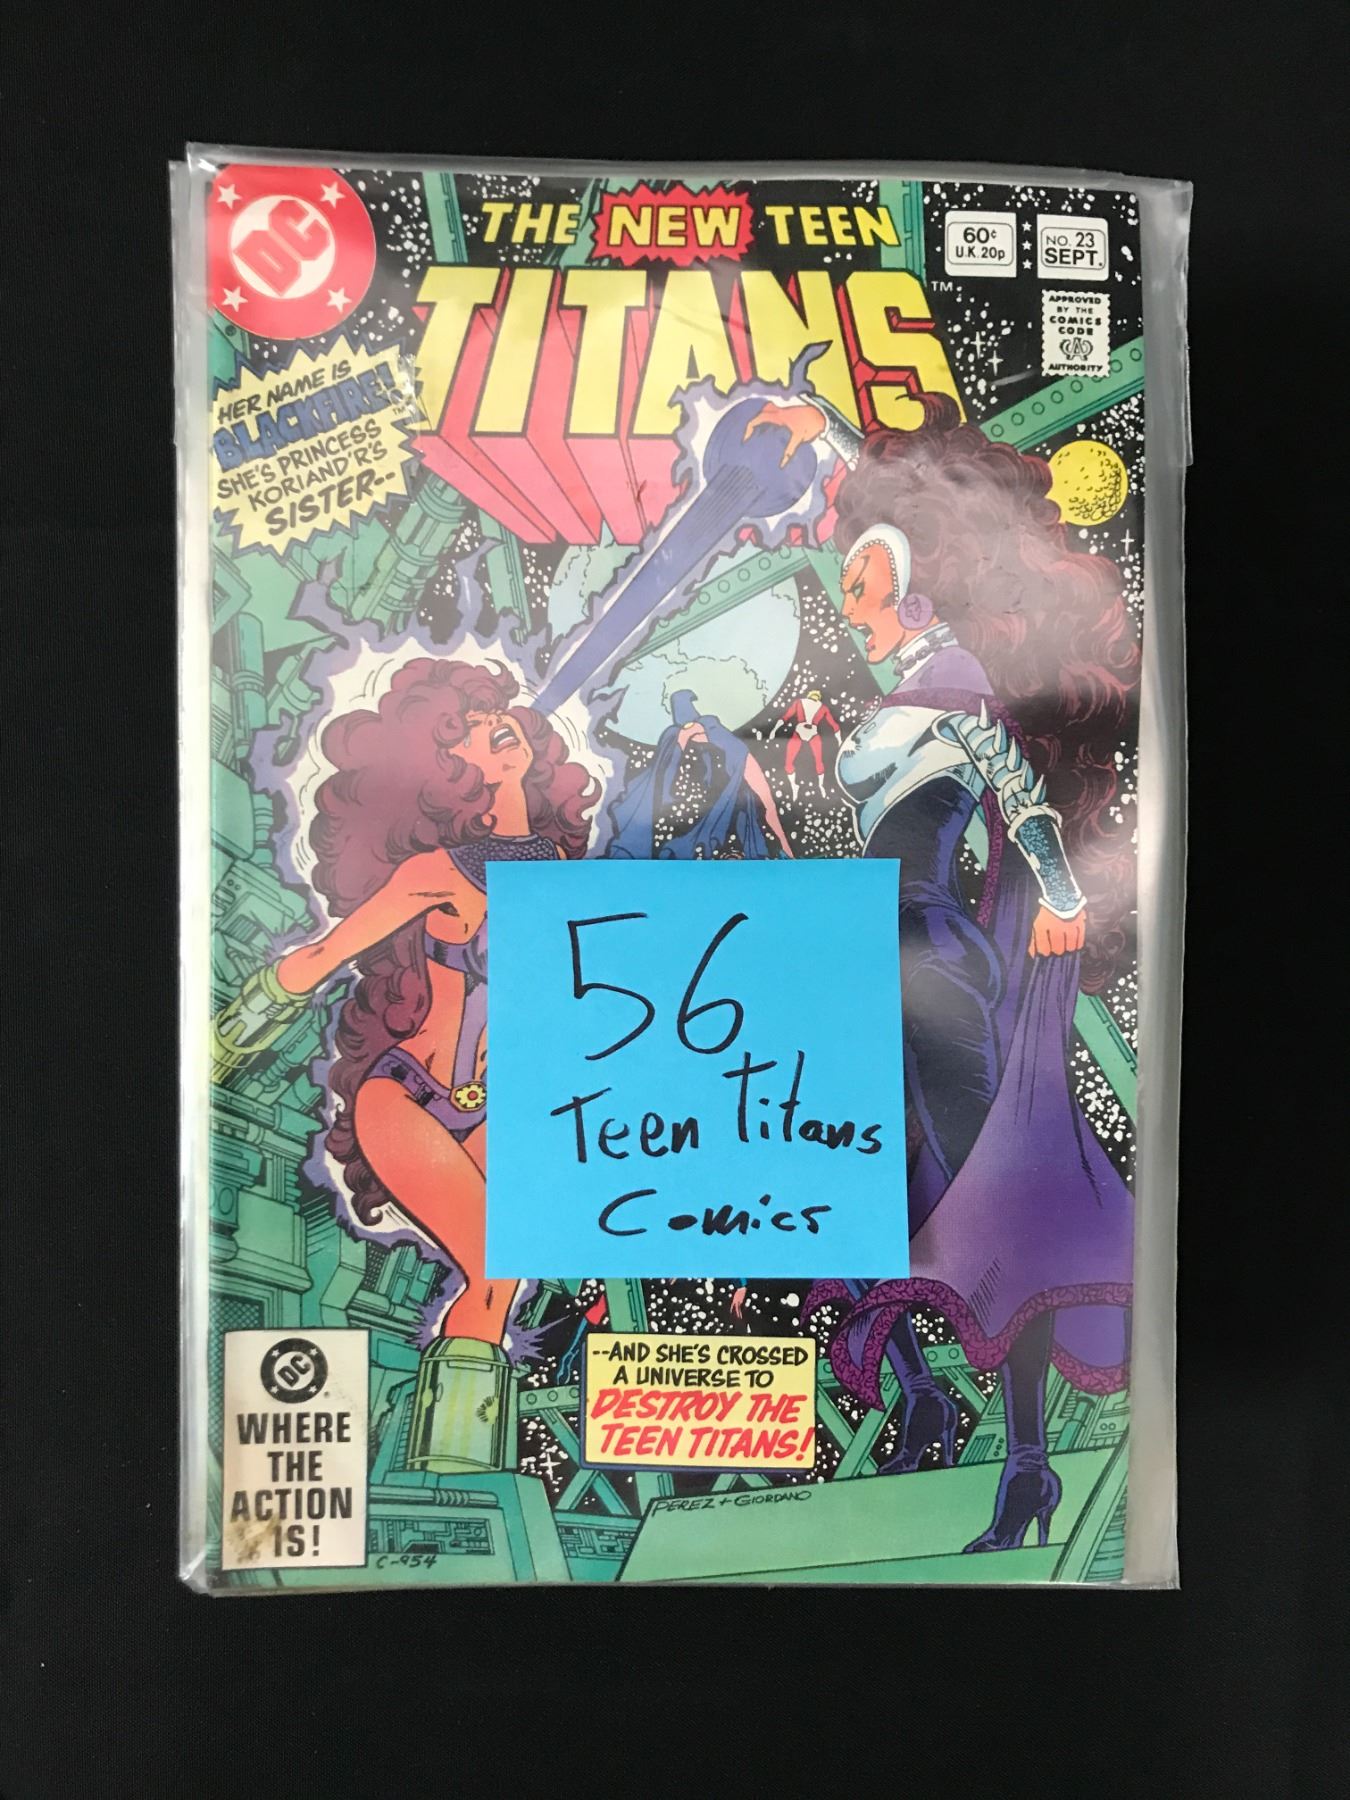 DC
THE NEW TEEN
TITANS
TM
60¢
U.K. 20p
NO. 23
SEPT.
APPROVED
BY THE
COMICS
CODE
CA
AUTHORITY
HER NAME IS
BLACKFIRE!
TM
SHE'S PRINCESS
KORIAND'R'S
SISTER--
56
Teen Titans
Comics
--AND SHE'S CROSSED
A UNIVERSE TO
DESTROY THE
TEEN TITANS!
PEREZ + GIORDANO
DC
WHERE
THE
ACTION
IS!
C-954